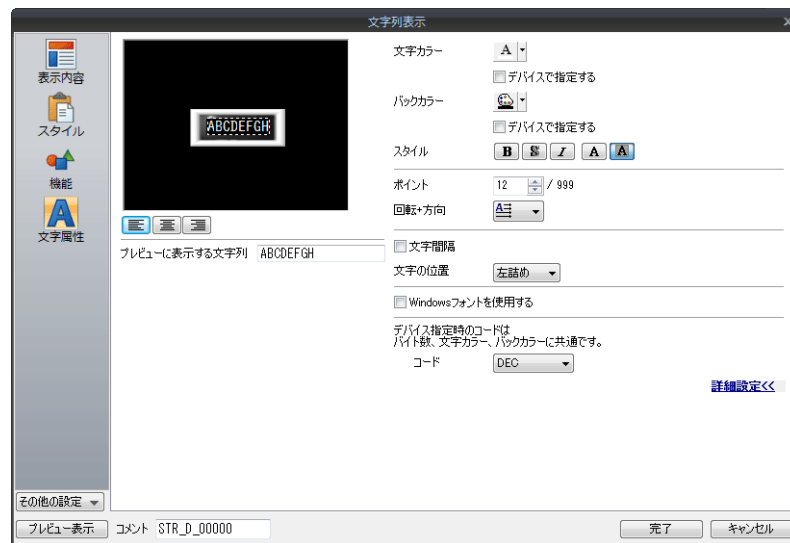 文字列表示
表示内容
スタイル
機能
文字属性
ABCDEFGH
プレビューに表示する文字列 ABCDEFGH
文字カラー A
デバイスで指定する
バックカラー
デバイスで指定する
スタイル B S I A A
ポイント 12 / 999
回転+方向 A
文字間隔
文字の位置 左詰め
Windowsフォントを使用する
デバイス指定時のコードは
バイト数、文字カラー、バックカラーに共通です。
コード DEC
詳細設定<<
その他の設定
プレビュー表示 コメント STR_D_00000 完了 キャンセル